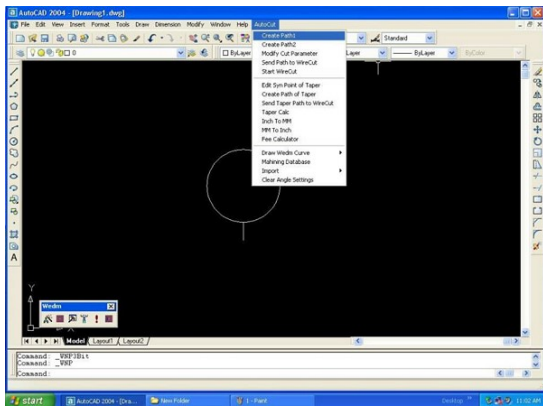 AutoCAD 2004 - [Drawing1.dwg]
File Edit View Insert Format Tools Draw Dimension Modify Window Help AutoCut
ByLayer
Layer
Standard
ByLayer
ByColor
Create Path1
Create Path2
Modify Cut Parameter
Send Path to WireCut
Start WireCut
Edit Syn Point of Taper
Create Path of Taper
Send Taper Path to WireCut
Taper Calc
Inch To MM
MM To Inch
Fee Calculator
Draw Wedm Curve
Mahining Database
Import
Clear Angle Settings
A
Y
Wedm
X
Model Layout1 Layout2
Command: _VNP3Bit
Command: _VNP
Command:
start
AutoCAD 2004 - [Dra...
New Folder
1 - Paint
Desktop
11:02 AM